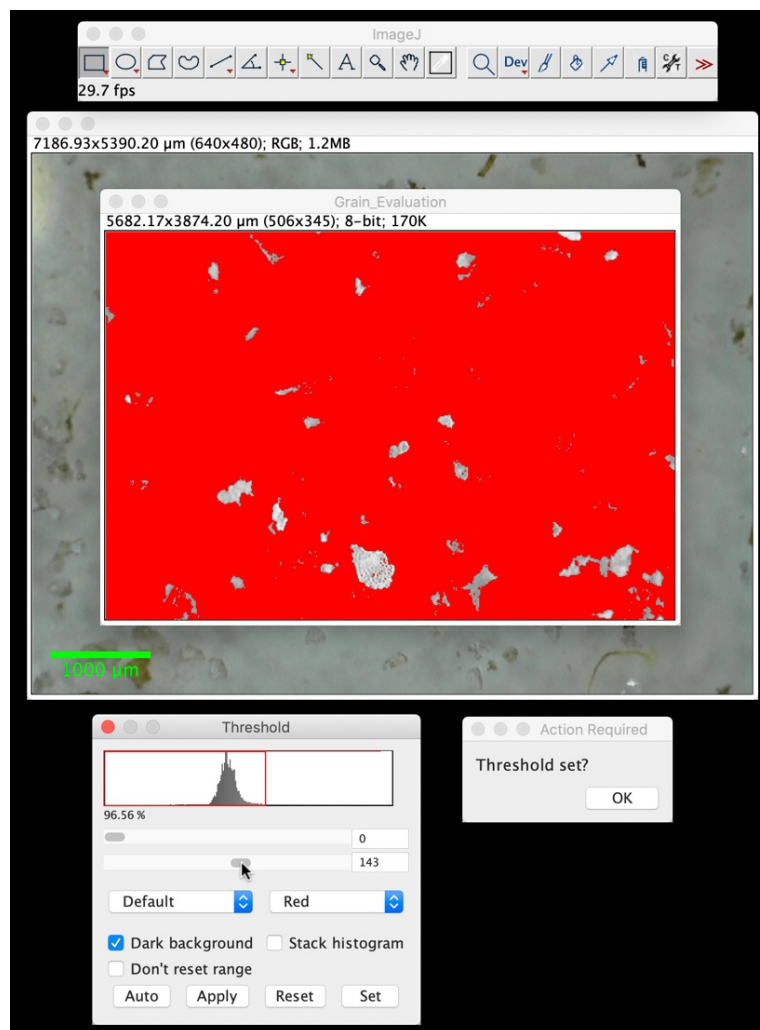 ImageJ
A
Dev
29.7 fps
7186.93x5390.20 µm (640x480); RGB; 1.2MB
Grain_Evaluation
5682.17x3874.20 µm (506x345); 8-bit; 170K
1000 µm
Threshold
96.56 %
0
143
Default
Red
Dark background
Stack histogram
Don't reset range
Auto
Apply
Reset
Set
Action Required
Threshold set?
OK